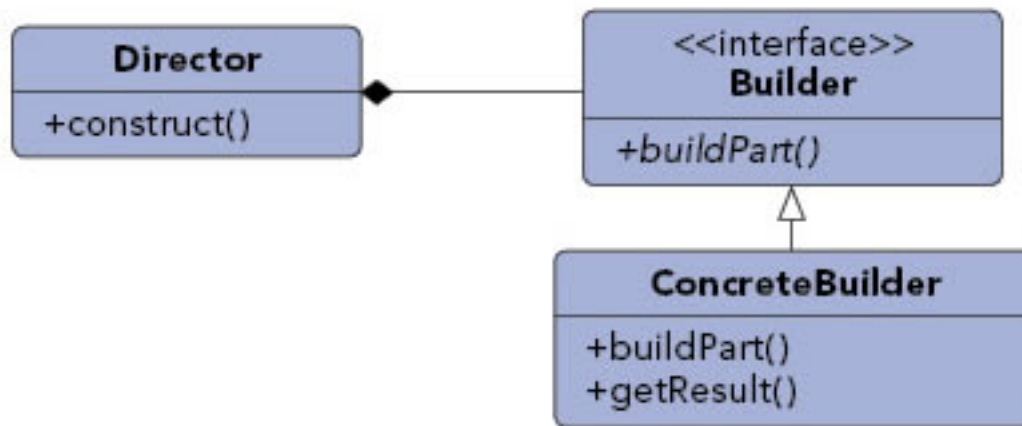 Director
+construct()
<<interface>>
Builder
+buildPart()
ConcreteBuilder
+buildPart()
+getResult()